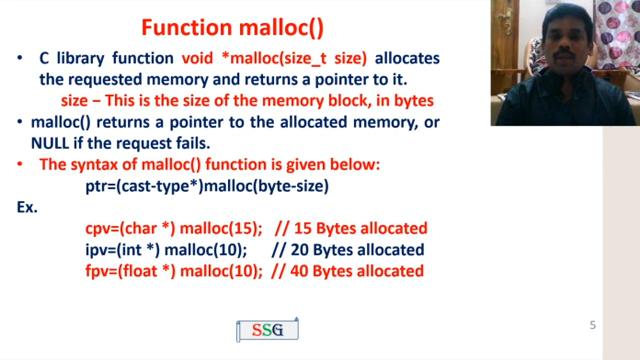 Function malloc()
• C library function void *malloc(size_t size) allocates
the requested memory and returns a pointer to it.
size – This is the size of the memory block, in bytes
• malloc() returns a pointer to the allocated memory, or
NULL if the request fails.
• The syntax of malloc() function is given below:
ptr=(cast-type*)malloc(byte-size)
Ex.
cpv=(char *) malloc(15); // 15 Bytes allocated
ipv=(int *) malloc(10); // 20 Bytes allocated
fpv=(float *) malloc(10); // 40 Bytes allocated
SSG
5